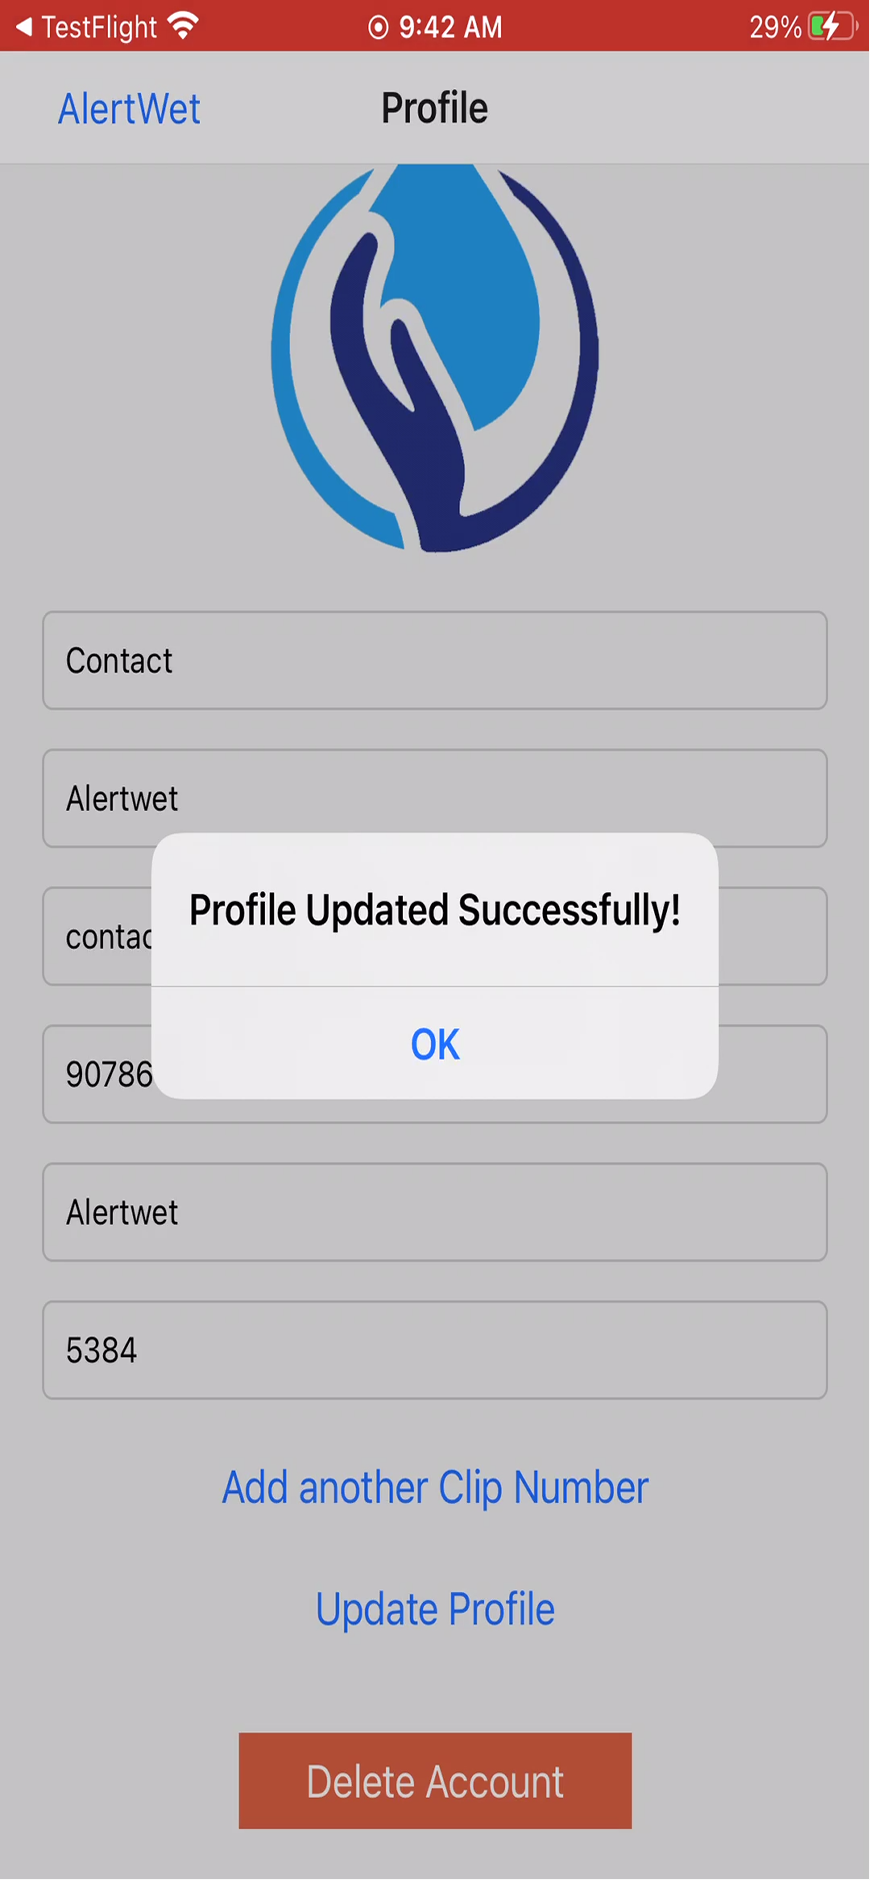 TestFlight 9:42 AM 29%
AlertWet Profile
Contact
Alertwet
Profile Updated Successfully!
OK
90786
Alertwet
5384
Add another Clip Number
Update Profile
Delete Account